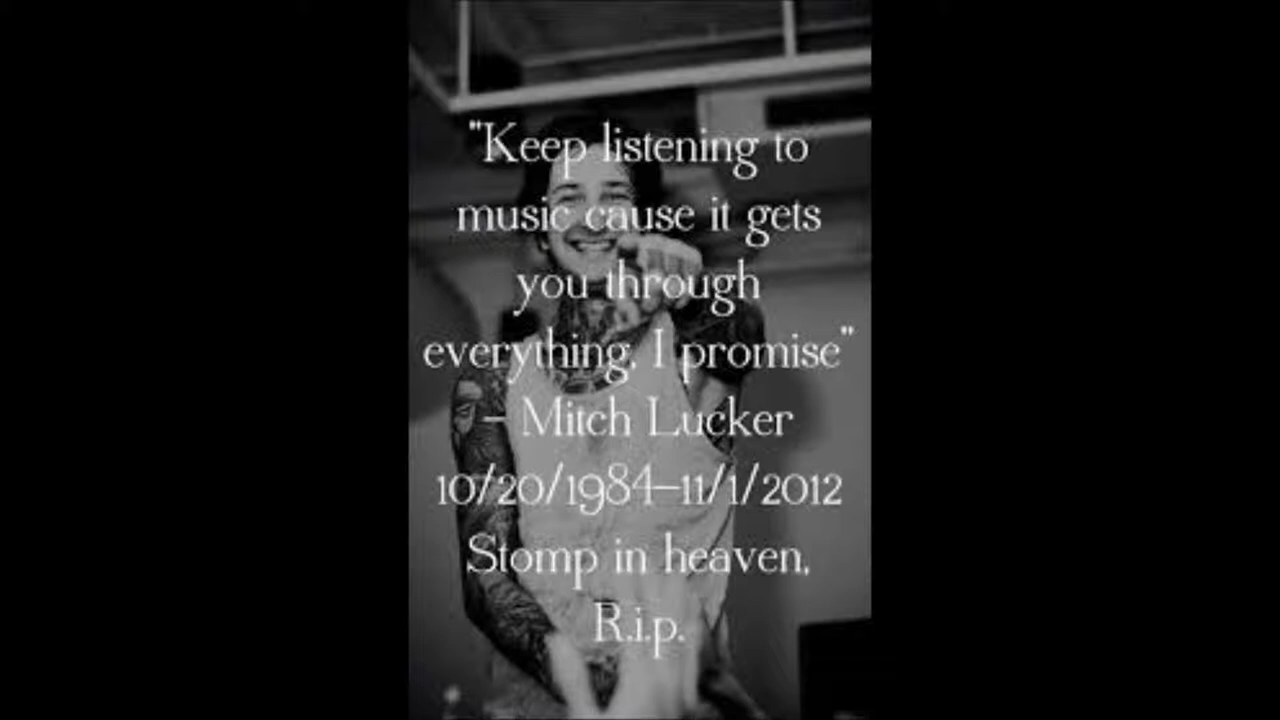 "Keep listening to
music cause it gets
you through
everything, I promise"
- Mitch Lucker
10/20/1984-11/1/2012
Stomp in heaven,
R.i.p.